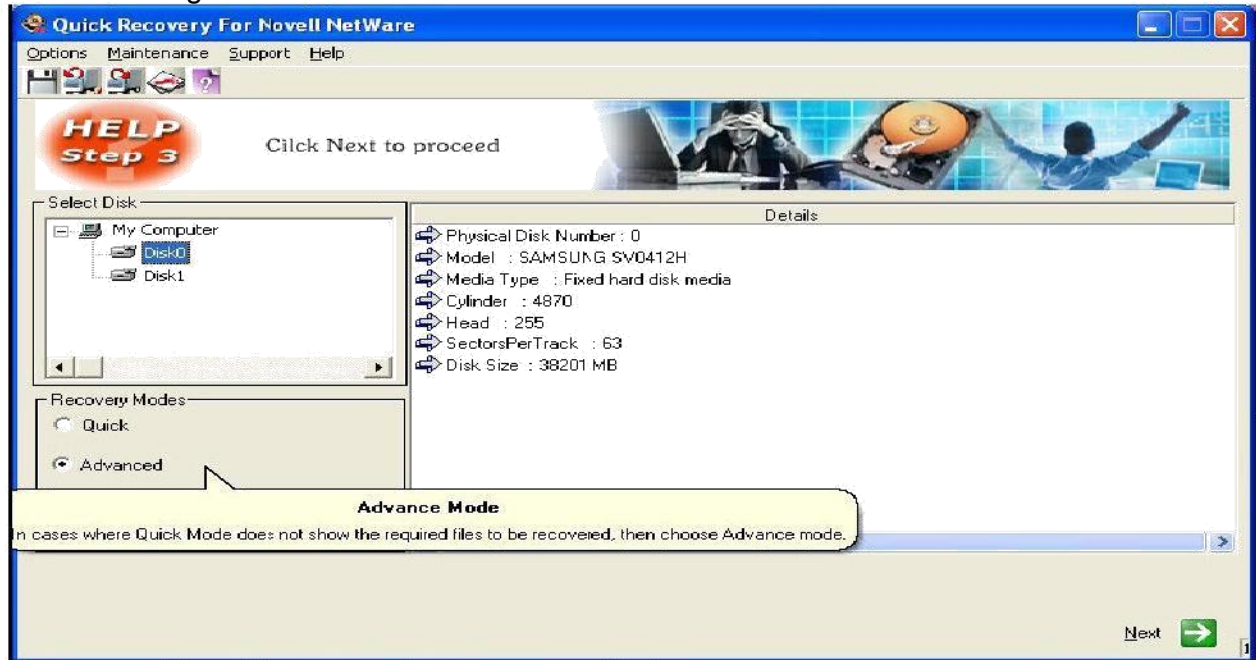 Quick Recovery For Novell NetWare
Options Maintenance Support Help
HELP
Step 3
Cilck Next to proceed
Select Disk
My Computer
Disk0
Disk1
Details
Physical Disk Number : 0
Model : SAMSUNG SV0412H
Media Type : Fixed hard disk media
Cylinder : 4870
Head : 255
SectorsPerTrack : 63
Disk Size : 38201 MB
Recovery Modes
Quick
Advanced
Advance Mode
n cases where Quick Mode does not show the required files to be recovered, then choose Advance mode.
Next